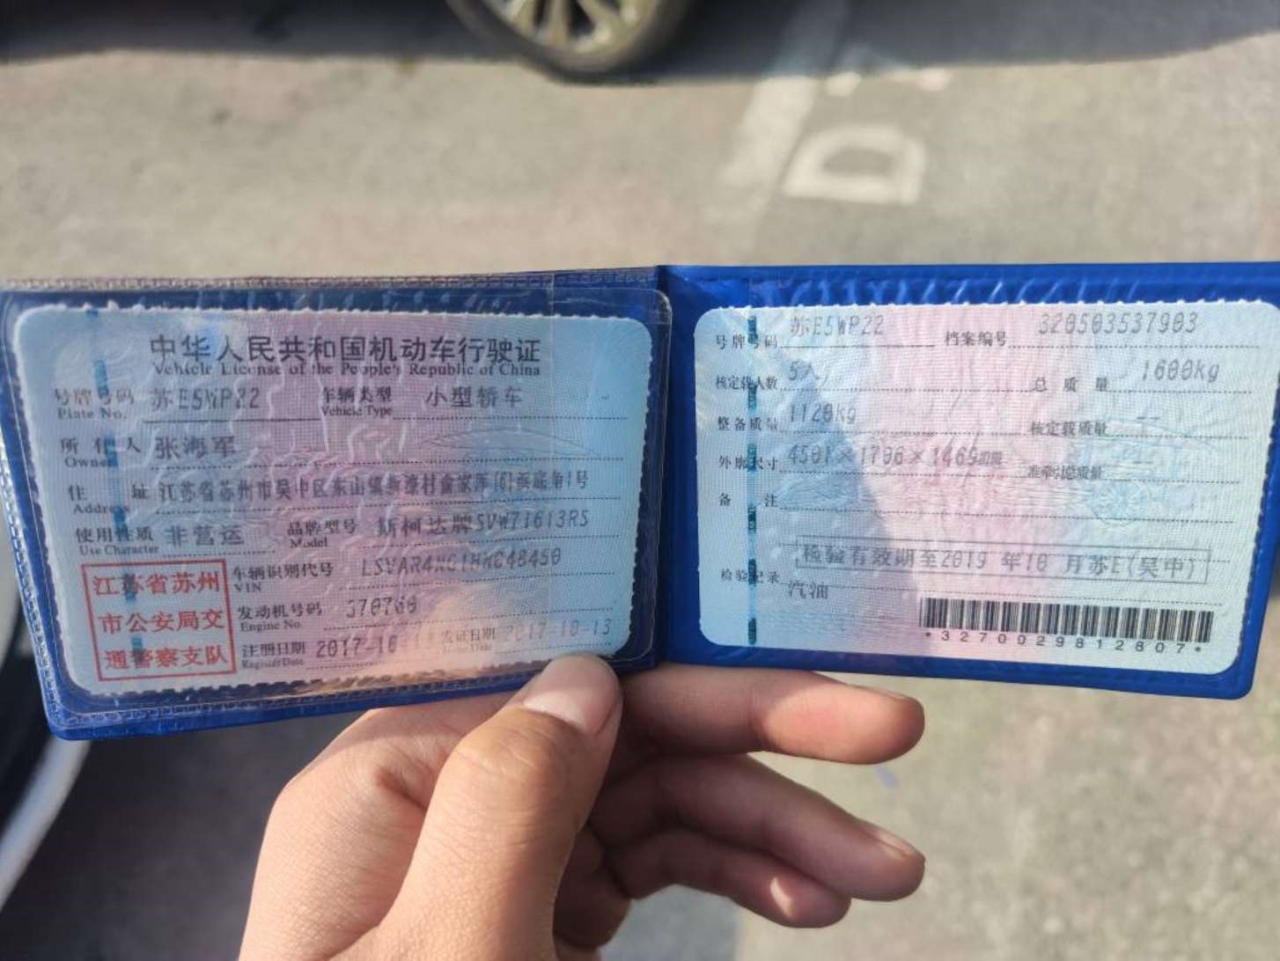 中华人民共和国机动车行驶证
Vehicle License of the People's Republic of China
号牌号码 苏E5WP22 车辆类型 小型轿车
Plate No. Vehicle Type
所有人 张海军
Owner
住 址 江苏省苏州市吴中区东山镇
Address
使用性质 非营运 品牌型号 斯柯达牌SVW71613RS
Use Character Model
江苏省苏州
市公安局交
通警察支队
车辆识别代号
VIN
发动机号码 370760
Engine No.
注册日期 2017-10 发证日期 2017-10-13
Register Date Issue Date
号牌号码 苏E5WP22 档案编号 320503537903
核定载人数 5人 总 质 量 1600kg
整备质量 1120kg 核定载质量 --
外廓尺寸 4501×1706×1469mm 准牵引总质量 --
备 注
检验有效期至2019 年10 月苏E(吴中)
检验记录
汽油
*3270029812807*